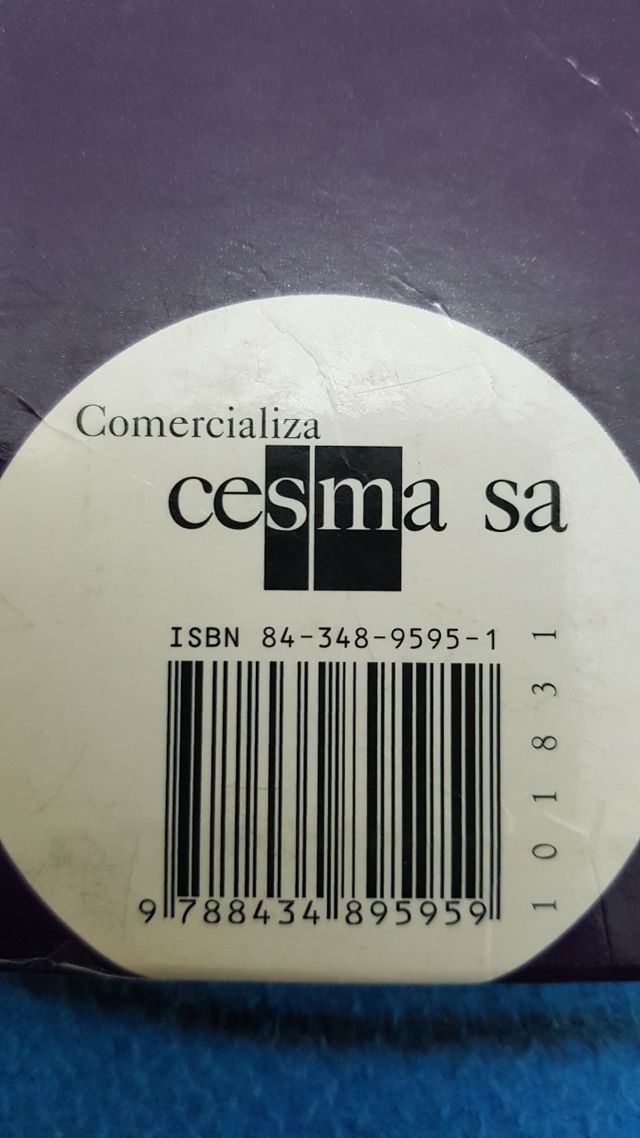 Comercializa
cesma sa
ISBN 84-348-9595-1
9 788434 895959
101831